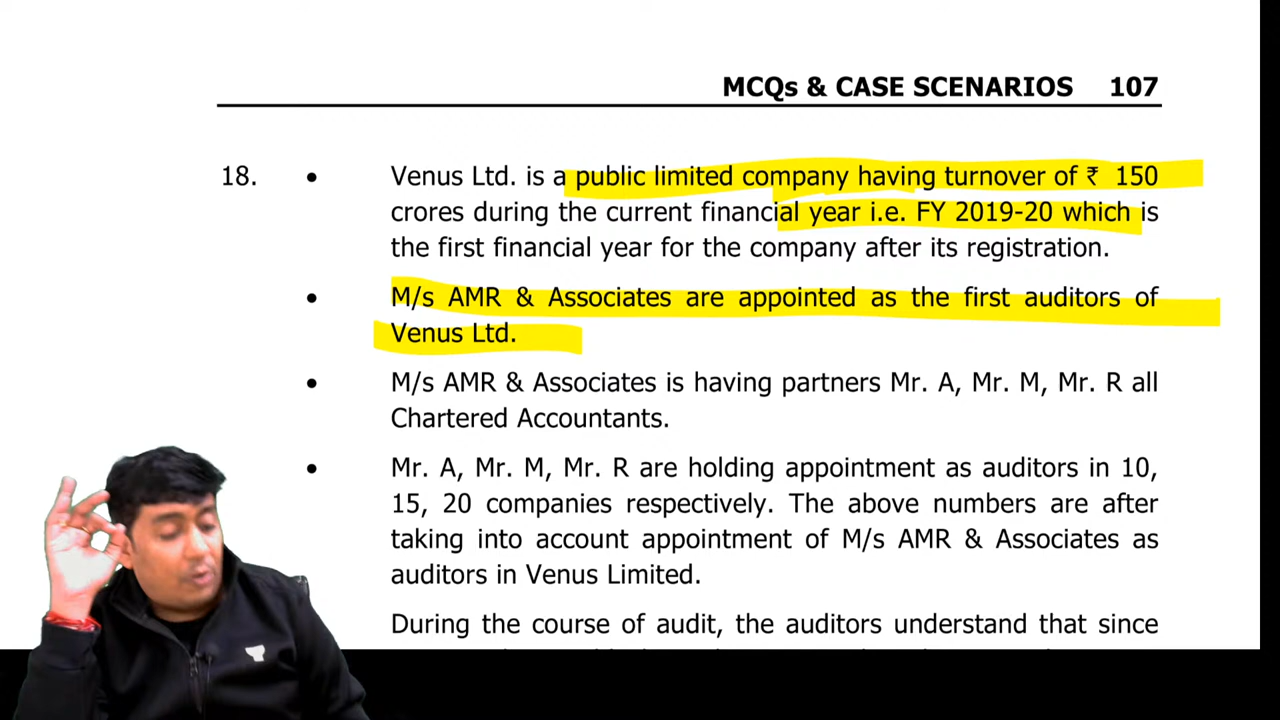 MCQs & CASE SCENARIOS 107
18. • Venus Ltd. is a public limited company having turnover of ₹ 150
crores during the current financial year i.e. FY 2019-20 which is
the first financial year for the company after its registration.
• M/s AMR & Associates are appointed as the first auditors of
Venus Ltd.
• M/s AMR & Associates is having partners Mr. A, Mr. M, Mr. R all
Chartered Accountants.
• Mr. A, Mr. M, Mr. R are holding appointment as auditors in 10,
15, 20 companies respectively. The above numbers are after
taking into account appointment of M/s AMR & Associates as
auditors in Venus Limited.
During the course of audit, the auditors understand that since